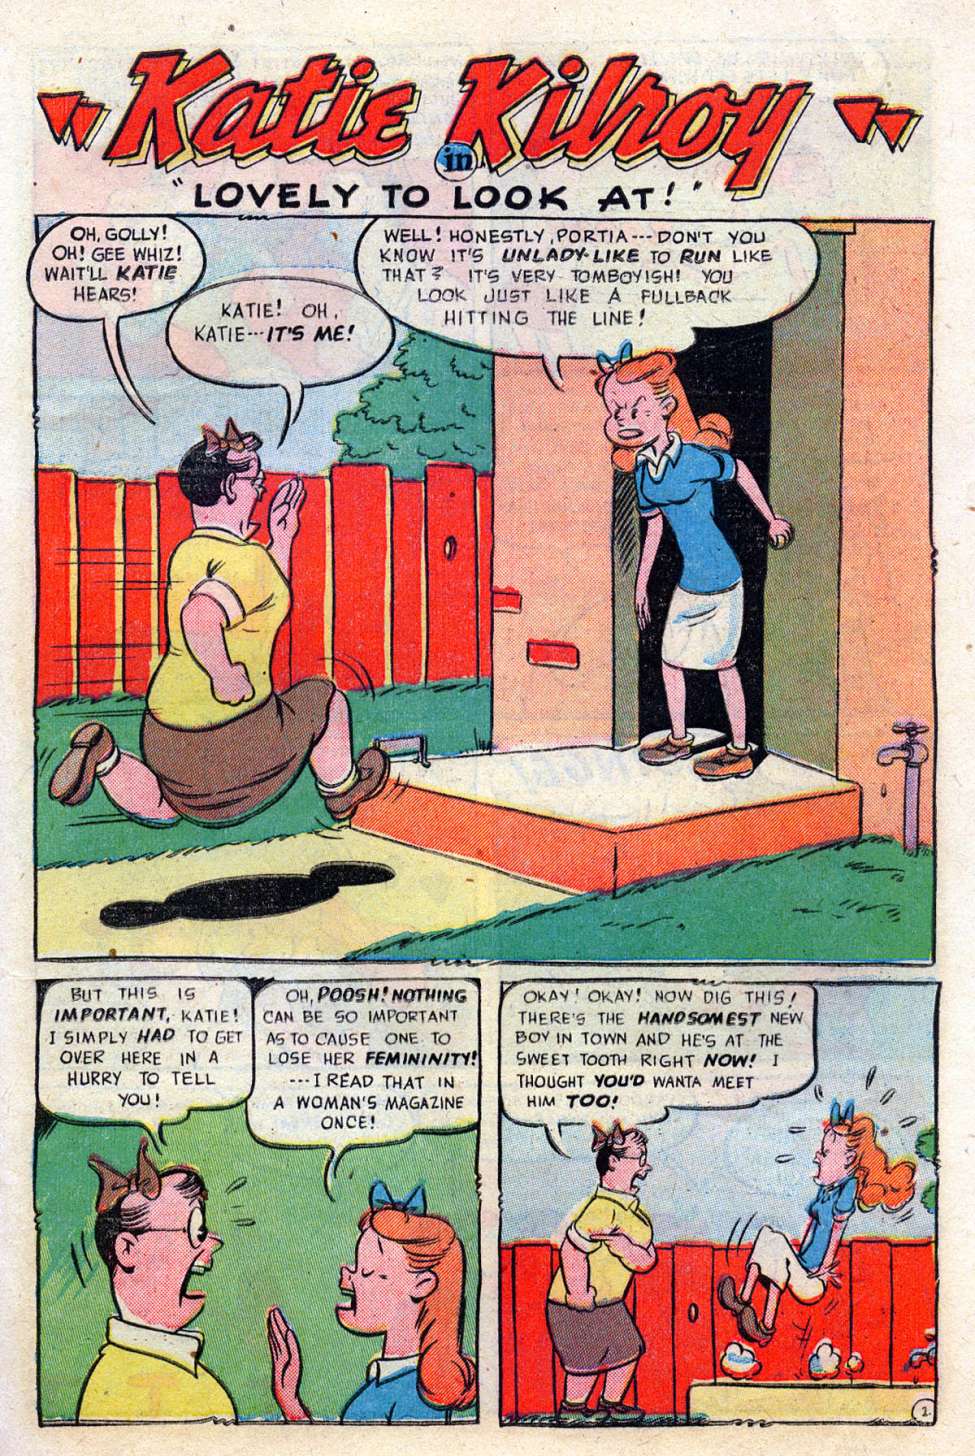 Katie in Kilroy
"LOVELY TO LOOK AT!"
OH, GOLLY!
OH! GEE WHIZ!
WAIT'LL KATIE
HEARS!
KATIE! OH,
KATIE---IT'S ME!
WELL! HONESTLY, PORTIA---DON'T YOU
KNOW IT'S UNLADY-LIKE TO RUN LIKE
THAT? IT'S VERY TOMBOYISH! YOU
LOOK JUST LIKE A FULLBACK
HITTING THE LINE!
BUT THIS IS
IMPORTANT, KATIE!
I SIMPLY HAD TO GET
OVER HERE IN A
HURRY TO TELL
YOU!
OH, POOSH! NOTHING
CAN BE SO IMPORTANT
AS TO CAUSE ONE TO
LOSE HER FEMININITY!
---I READ THAT IN
A WOMAN'S MAGAZINE
ONCE!
OKAY! OKAY! NOW DIG THIS!
THERE'S THE HANDSOMEST NEW
BOY IN TOWN AND HE'S AT THE
SWEET TOOTH RIGHT NOW! I
THOUGHT YOU'D WANTA MEET
HIM TOO!
1.